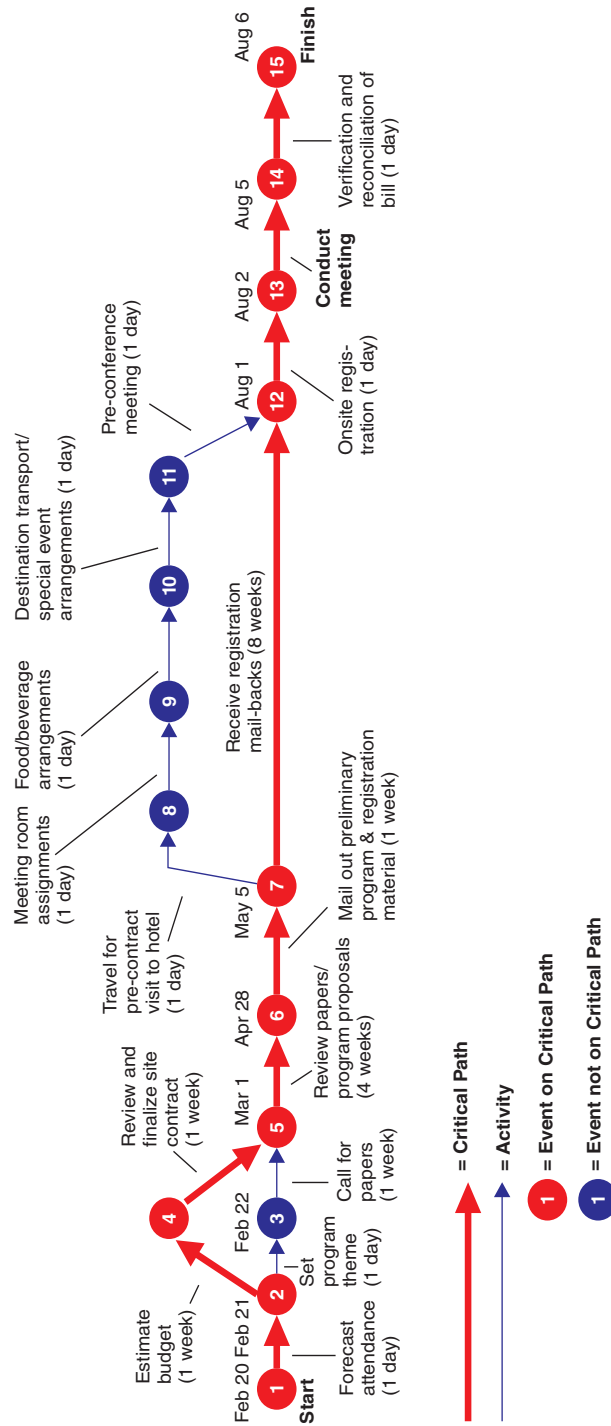 Feb 20
1
Start
Forecast
attendance
(1 day)
Feb 21
2
Estimate
budget
(1 week)
Set
program
theme
(1 day)
Feb 22
3
4
Call for
papers
(1 week)
Review and
finalize site
contract
(1 week)
Mar 1
5
Review papers/
program proposals
(4 weeks)
Apr 28
6
Mail out preliminary
program & registration
material (1 week)
May 5
7
Travel for
pre-contract
visit to hotel
(1 day)
8
Meeting room
assignments
(1 day)
9
Food/beverage
arrangements
(1 day)
10
Destination transport/
special event
arrangements (1 day)
11
Pre-conference
meeting (1 day)
Receive registration
mail-backs (8 weeks)
Aug 1
12
Onsite regis-
tration (1 day)
Aug 2
13
Conduct
meeting
Aug 5
14
Verification and
reconciliation of
bill (1 day)
Aug 6
15
Finish
= Critical Path
= Activity
1 = Event on Critical Path
1 = Event not on Critical Path